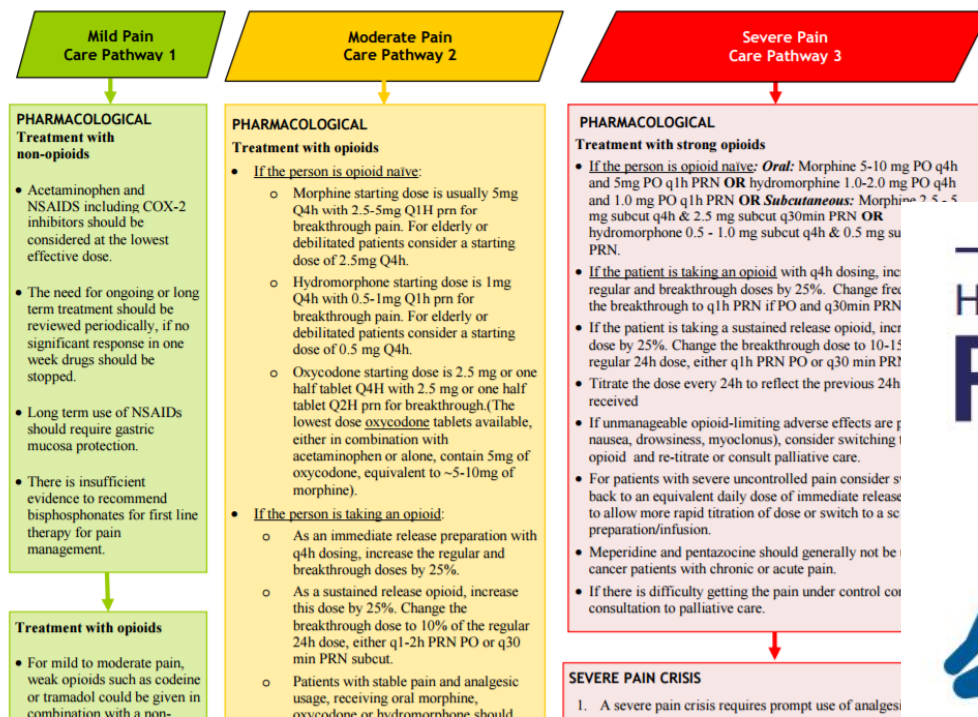 Mild Pain
Care Pathway 1
PHARMACOLOGICAL
Treatment with
non-opioids
• Acetaminophen and
NSAIDS including COX-2
inhibitors should be
considered at the lowest
effective dose.
• The need for ongoing or long
term treatment should be
reviewed periodically, if no
significant response in one
week drugs should be
stopped.
• Long term use of NSAIDs
should require gastric
mucosa protection.
• There is insufficient
evidence to recommend
bisphosphonates for first line
therapy for pain
management.
Treatment with opioids
• For mild to moderate pain,
weak opioids such as codeine
or tramadol could be given in
combination with a non-
Moderate Pain
Care Pathway 2
PHARMACOLOGICAL
Treatment with opioids
• If the person is opioid naïve:
o Morphine starting dose is usually 5mg
Q4h with 2.5-5mg Q1H prn for
breakthrough pain. For elderly or
debilitated patients consider a starting
dose of 2.5mg Q4h.
o Hydromorphone starting dose is 1mg
Q4h with 0.5-1mg Q1h prn for
breakthrough pain. For elderly or
debilitated patients consider a starting
dose of 0.5 mg Q4h.
o Oxycodone starting dose is 2.5 mg or one
half tablet Q4H with 2.5 mg or one half
tablet Q2H prn for breakthrough.(The
lowest dose oxycodone tablets available,
either in combination with
acetaminophen or alone, contain 5mg of
oxycodone, equivalent to ~5-10mg of
morphine).
• If the person is taking an opioid:
o As an immediate release preparation with
q4h dosing, increase the regular and
breakthrough doses by 25%.
o As a sustained release opioid, increase
this dose by 25%. Change the
breakthrough dose to 10% of the regular
24h dose, either q1-2h PRN PO or q30
min PRN subcut.
o Patients with stable pain and analgesic
usage, receiving oral morphine,
oxycodone or hydromorphone should
Severe Pain
Care Pathway 3
PHARMACOLOGICAL
Treatment with strong opioids
• If the person is opioid naïve: Oral: Morphine 5-10 mg PO q4h
and 5mg PO q1h PRN OR hydromorphine 1.0-2.0 mg PO q4h
and 1.0 mg PO q1h PRN OR Subcutaneous: Morphine 2.5 - 5
mg subcut q4h & 2.5 mg subcut q30min PRN OR
hydromorphone 0.5 - 1.0 mg subcut q4h & 0.5 mg su
PRN.
• If the patient is taking an opioid with q4h dosing, inc
regular and breakthrough doses by 25%. Change fre
the breakthrough to q1h PRN if PO and q30min PRN
• If the patient is taking a sustained release opioid, incr
dose by 25%. Change the breakthrough dose to 10-15
regular 24h dose, either q1h PRN PO or q30 min PRN
• Titrate the dose every 24h to reflect the previous 24h
received
• If unmanageable opioid-limiting adverse effects are p
nausea, drowsiness, myoclonus), consider switching
opioid and re-titrate or consult palliative care.
• For patients with severe uncontrolled pain consider sw
back to an equivalent daily dose of immediate release
to allow more rapid titration of dose or switch to a sc
preparation/infusion.
• Meperidine and pentazocine should generally not be
cancer patients with chronic or acute pain.
• If there is difficulty getting the pain under control con
consultation to palliative care.
SEVERE PAIN CRISIS
1. A severe pain crisis requires prompt use of analgesi
H